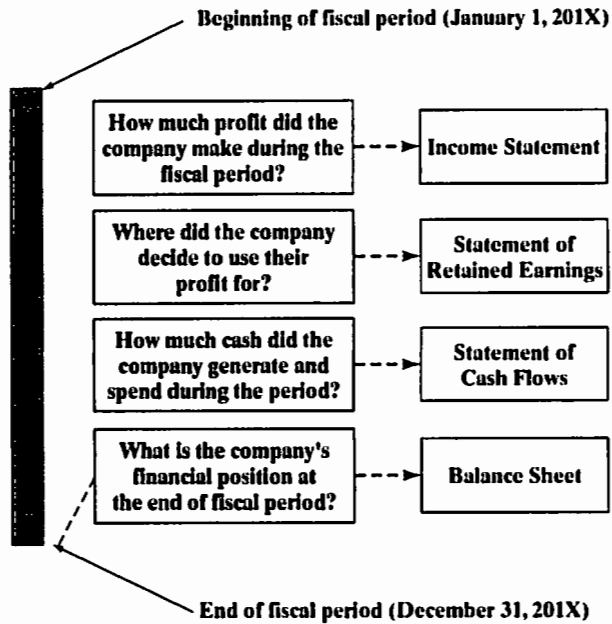 Beginning of fiscal period (January 1, 201X)
How much profit did the
company make during the
fiscal period?
Income Statement
Where did the company
decide to use their
profit for?
Statement of
Retained Earnings
How much cash did the
company generate and
spend during the period?
Statement of
Cash Flows
What is the company's
financial position at
the end of fiscal period?
Balance Sheet
End of fiscal period (December 31, 201X)